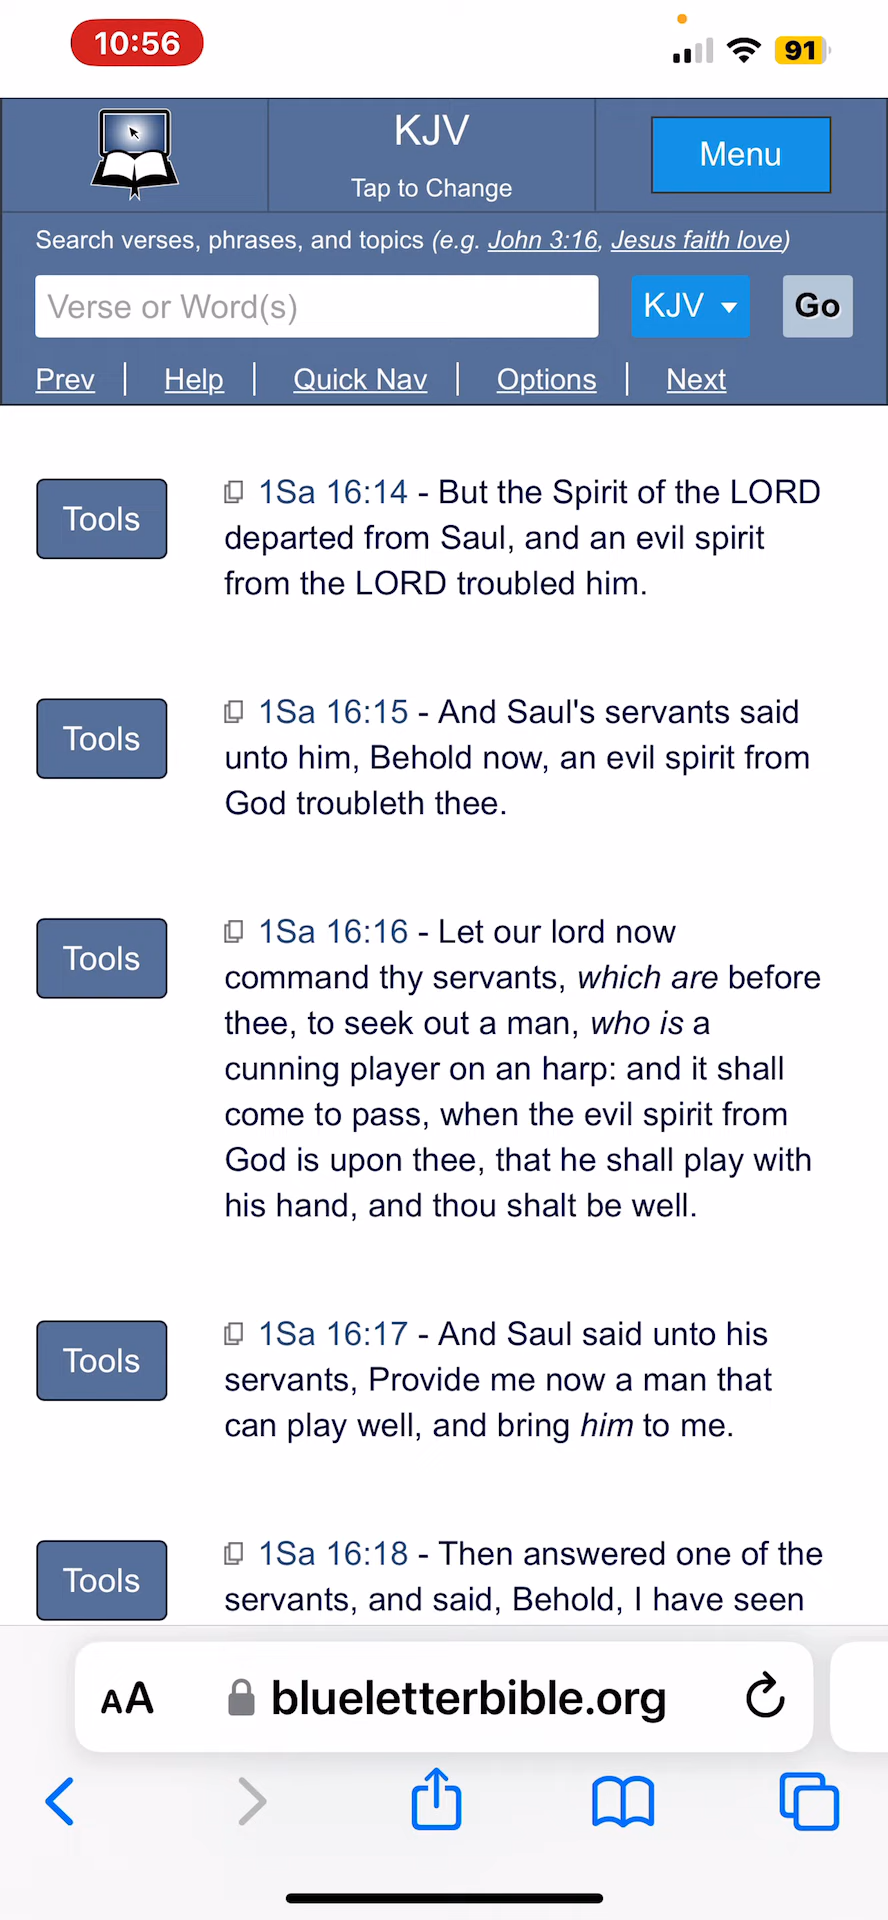 10:56
91
KJV
Tap to Change
Menu
Search verses, phrases, and topics (e.g. John 3:16, Jesus faith love)
Verse or Word(s)
KJV
Go
Prev | Help | Quick Nav | Options | Next
Tools
1Sa 16:14 - But the Spirit of the LORD
departed from Saul, and an evil spirit
from the LORD troubled him.
Tools
1Sa 16:15 - And Saul's servants said
unto him, Behold now, an evil spirit from
God troubleth thee.
Tools
1Sa 16:16 - Let our lord now
command thy servants, which are before
thee, to seek out a man, who is a
cunning player on an harp: and it shall
come to pass, when the evil spirit from
God is upon thee, that he shall play with
his hand, and thou shalt be well.
Tools
1Sa 16:17 - And Saul said unto his
servants, Provide me now a man that
can play well, and bring him to me.
Tools
1Sa 16:18 - Then answered one of the
servants, and said, Behold, I have seen
AA
blueletterbible.org